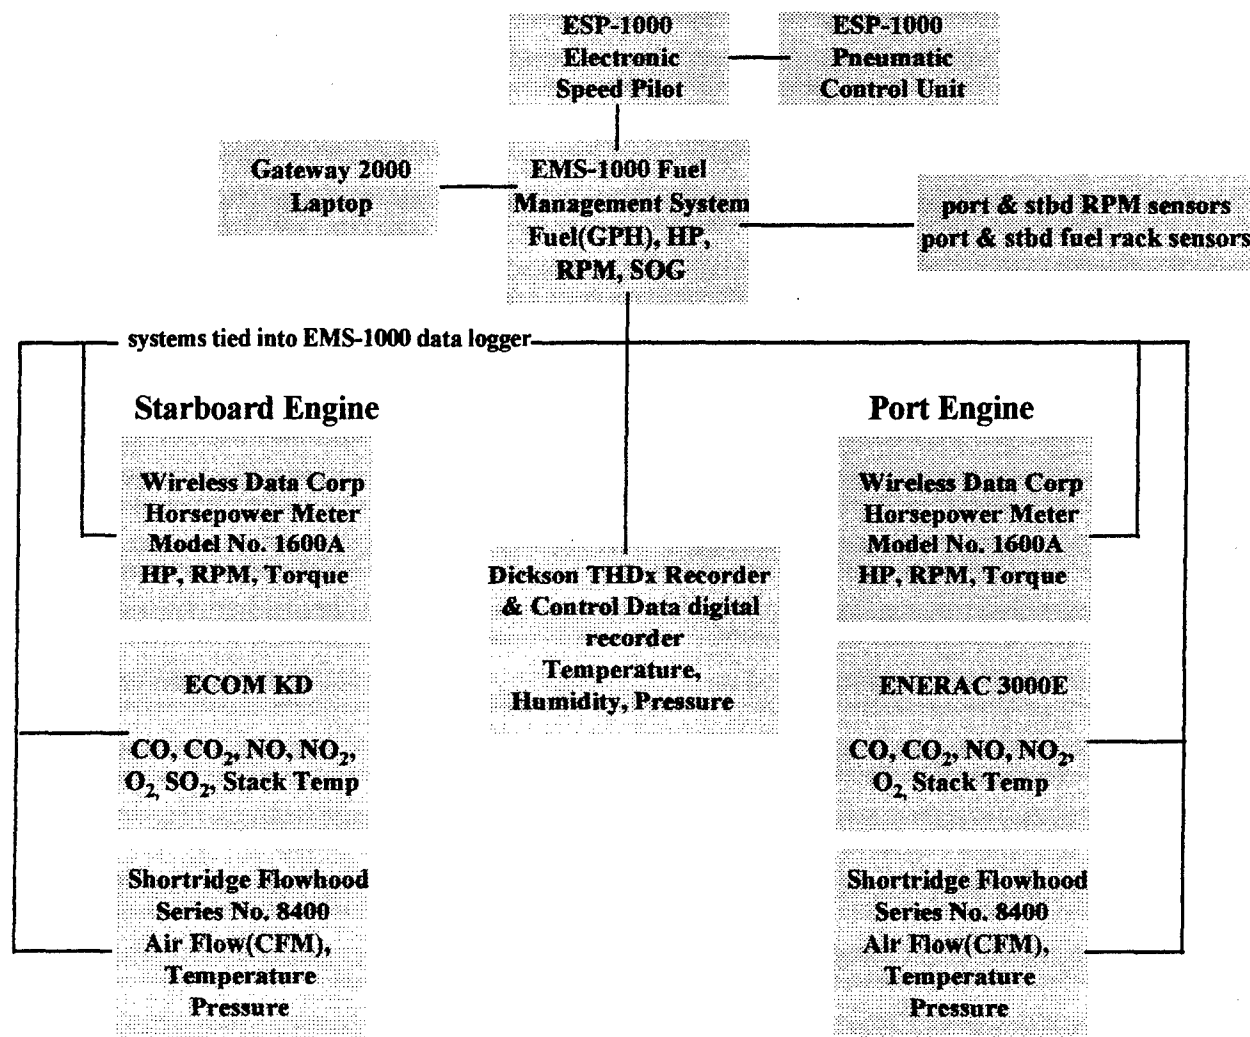 ESP-1000
Electronic
Speed Pilot
ESP-1000
Pneumatic
Control Unit
Gateway 2000
Laptop
EMS-1000 Fuel
Management System
Fuel(GPH), HP,
RPM, SOG
port & stbd RPM sensors
port & stbd fuel rack sensors
systems tied into EMS-1000 data logger
Starboard Engine
Wireless Data Corp
Horsepower Meter
Model No. 1600A
HP, RPM, Torque
ECOM KD
CO, CO₂, NO, NO₂,
O₂, SO₂, Stack Temp
Shortridge Flowhood
Series No. 8400
Air Flow(CFM),
Temperature
Pressure
Dickson THDx Recorder
& Control Data digital
recorder
Temperature,
Humidity, Pressure
Port Engine
Wireless Data Corp
Horsepower Meter
Model No. 1600A
HP, RPM, Torque
ENERAC 3000E
CO, CO₂, NO, NO₂,
O₂, Stack Temp
Shortridge Flowhood
Series No. 8400
Air Flow(CFM),
Temperature
Pressure